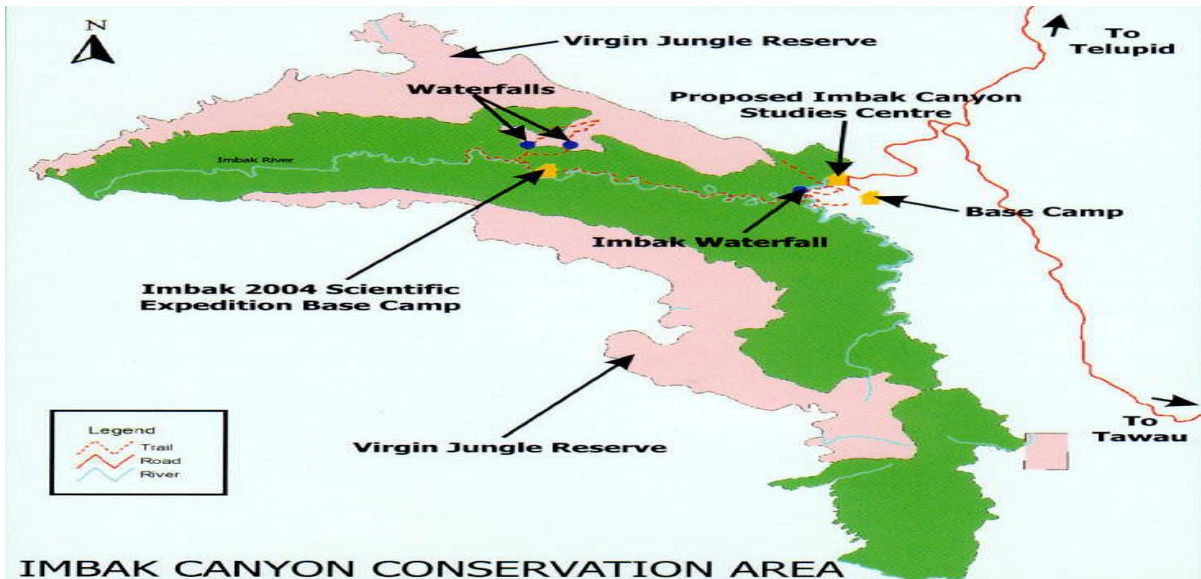 N
Virgin Jungle Reserve
To
Telupid
Waterfalls
Proposed Imbak Canyon
Studies Centre
Imbak River
Base Camp
Imbak Waterfall
Imbak 2004 Scientific
Expedition Base Camp
Legend
Trail
Road
River
Virgin Jungle Reserve
To
Tawau
IMBAK CANYON CONSERVATION AREA